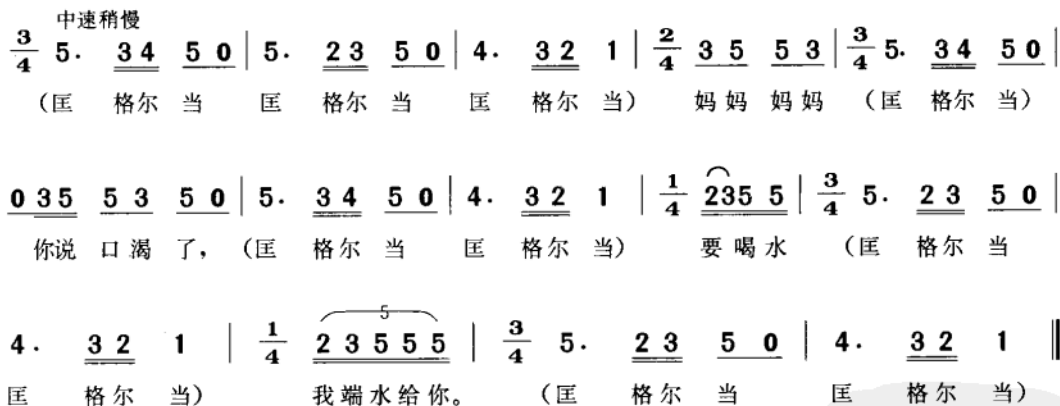 中速稍慢
3/4 5. 34 50 | 5. 23 50 | 4. 32 1 | 2/4 35 53 | 3/4 5. 34 50 |
（匡 格尔 当 匡 格尔 当 匡 格尔 当） 妈妈 妈妈 （匡 格尔 当）
035 53 50 | 5. 34 50 | 4. 32 1 | 1/4 235 5 | 3/4 5. 23 50 |
你说 口渴 了， （匡 格尔 当 匡 格尔 当） 要喝水 （匡 格尔 当
4. 32 1 | 1/4 5 23555 | 3/4 5. 23 50 | 4. 32 1 ‖
匡 格尔 当） 我端水给你。 （匡 格尔 当 匡 格尔 当）